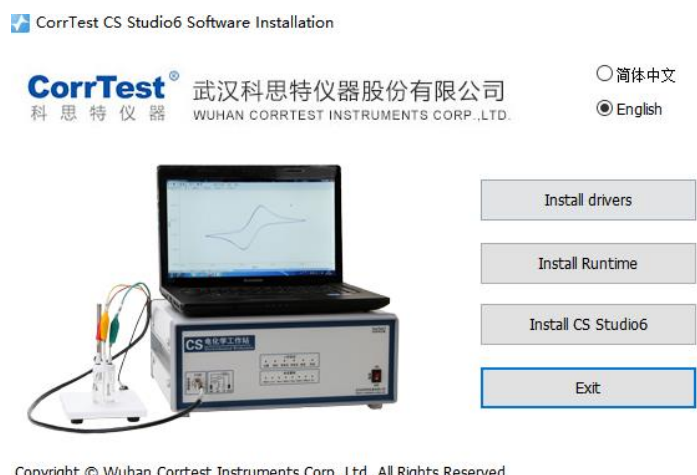 CorrTest CS Studio6 Software Installation
简体中文
English
CorrTest®
科思特仪器
武汉科思特仪器股份有限公司
WUHAN CORRTEST INSTRUMENTS CORP.,LTD.
Install drivers
Install Runtime
Install CS Studio6
Exit
CS电化学工作站
Copyright © Wuhan Corrtest Instruments Corp., Ltd. All Rights Reserved